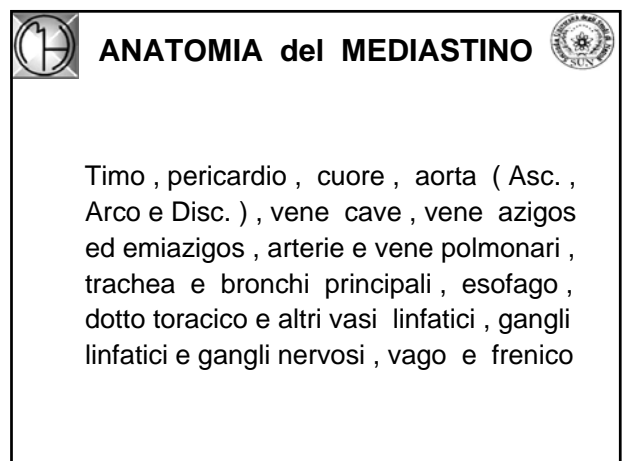 ANATOMIA del MEDIASTINO
SUN
Timo , pericardio , cuore , aorta ( Asc. ,
Arco e Disc. ) , vene cave , vene azigos
ed emiazigos , arterie e vene polmonari ,
trachea e bronchi principali , esofago ,
dotto toracico e altri vasi linfatici , gangli
linfatici e gangli nervosi , vago e frenico